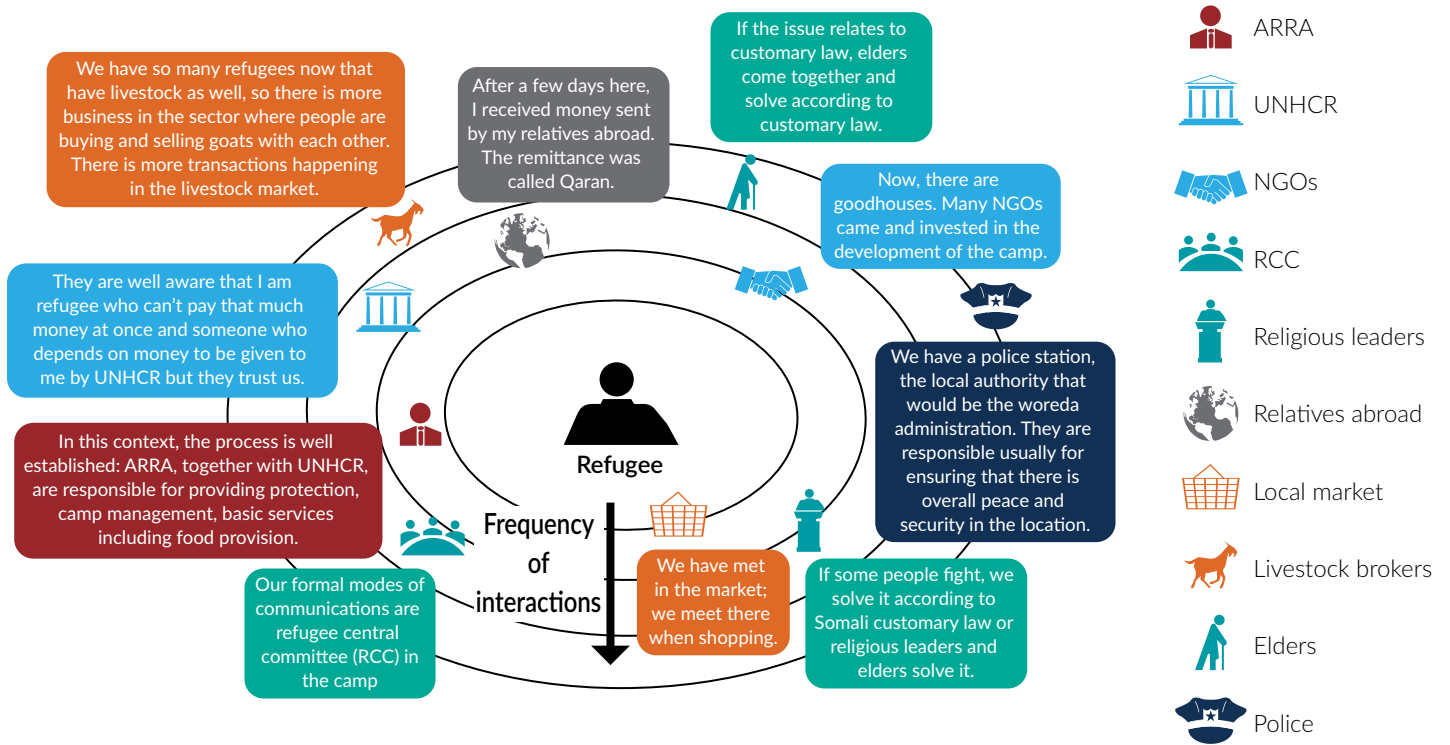 If the issue relates to
customary law, elders
come together and
solve according to
customary law.
We have so many refugees now that
have livestock as well, so there is more
business in the sector where people are
buying and selling goats with each other.
There is more transactions happening
in the livestock market.
After a few days here,
I received money sent
by my relatives abroad.
The remittance was
called Qaran.
Now, there are
goodhouses. Many NGOs
came and invested in the
development of the camp.
They are well aware that I am
refugee who can't pay that much
money at once and someone who
depends on money to be given to
me by UNHCR but they trust us.
We have a police station,
the local authority that
would be the woreda
administration. They are
responsible usually for
ensuring that there is
overall peace and
security in the location.
In this context, the process is well
established: ARRA, together with UNHCR,
are responsible for providing protection,
camp management, basic services
including food provision.
Refugee
Frequency
of
interactions
We have met
in the market;
we meet there
when shopping.
If some people fight, we
solve it according to
Somali customary law or
religious leaders and
elders solve it.
Our formal modes of
communications are
refugee central
committee (RCC) in
the camp
ARRA
UNHCR
NGOs
RCC
Religious leaders
Relatives abroad
Local market
Livestock brokers
Elders
Police